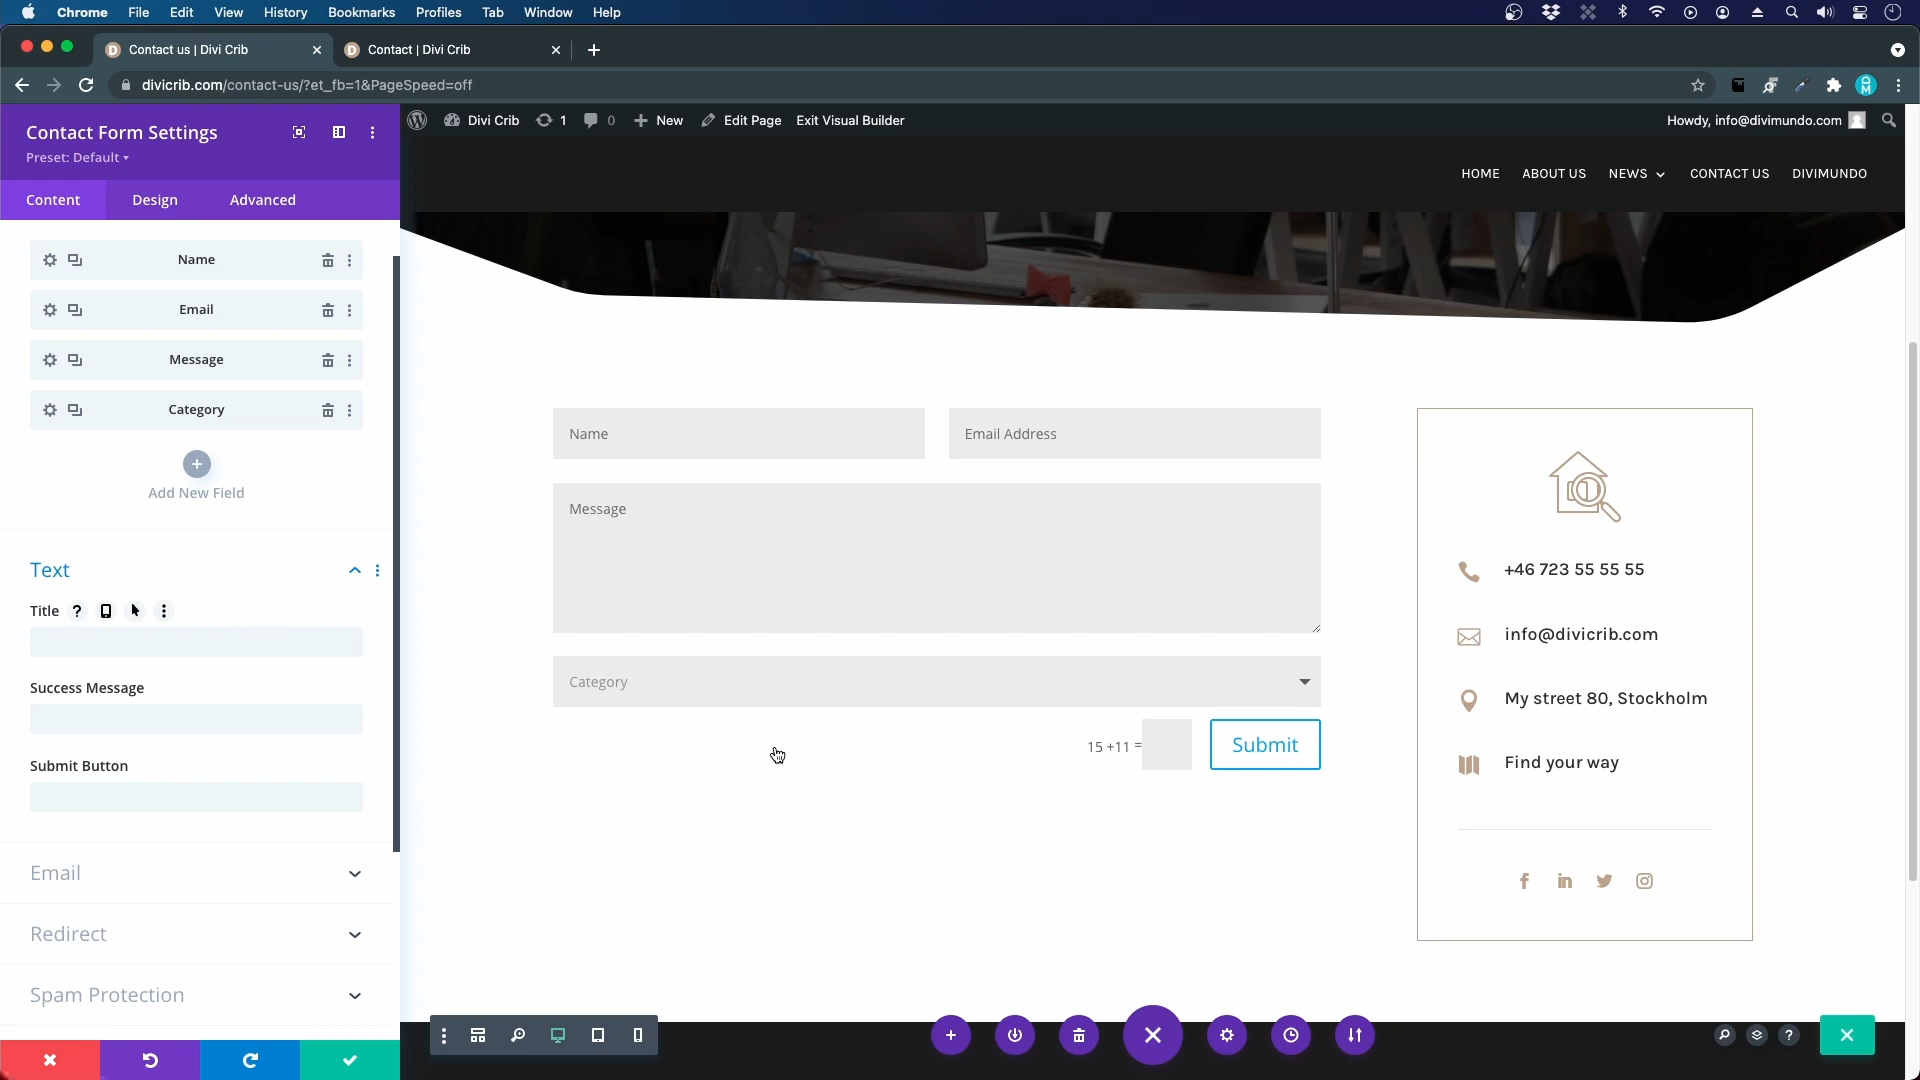 Chrome File Edit View History Bookmarks Profiles Tab Window Help
Contact us | Divi Crib
Contact | Divi Crib
divicrib.com/contact-us/?et_fb=1&PageSpeed=off
Contact Form Settings
Preset: Default
Content Design Advanced
Name
Email
Message
Category
Add New Field
Text
Title ?
Success Message
Submit Button
Email
Redirect
Spam Protection
Divi Crib 1 0 New Edit Page Exit Visual Builder
Howdy, info@divimundo.com
HOME ABOUT US NEWS CONTACT US DIVIMUNDO
Name
Email Address
Message
Category
15 +11 =
Submit
+46 723 55 55 55
info@divicrib.com
My street 80, Stockholm
Find your way